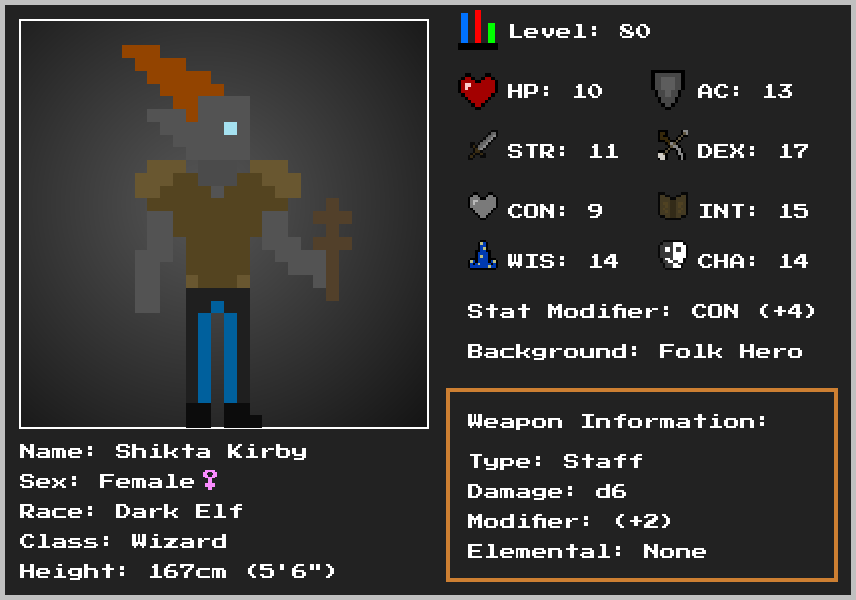 Level: 80
HP: 10 AC: 13
STR: 11 DEX: 17
CON: 9 INT: 15
WIS: 14 CHA: 14
Stat Modifier: CON (+4)
Background: Folk Hero
Weapon Information:
Type: Staff
Damage: d6
Modifier: (+2)
Elemental: None
Name: Shikta Kirby
Sex: Female♀
Race: Dark Elf
Class: Wizard
Height: 167cm (5'6")